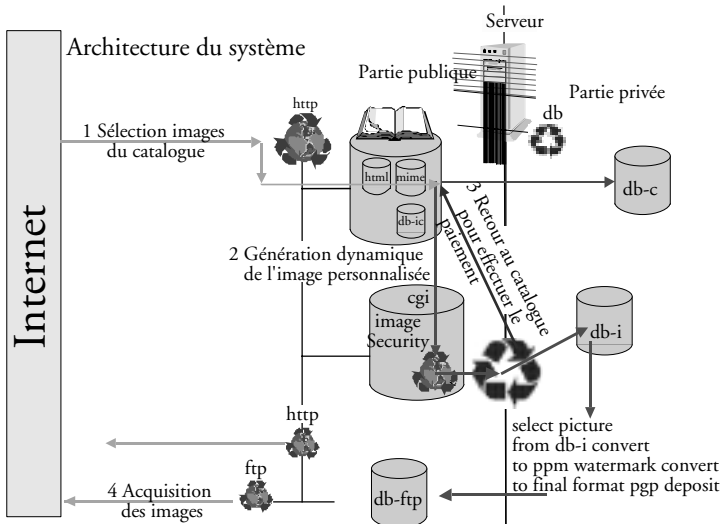 Serveur
Architecture du système
Partie publique
Partie privée
http
db
1 Sélection images
du catalogue
html
mime
db-ic
db-c
3 Retour au catalogue
pour effectuer le
paiement
2 Génération dynamique
de l'image personnalisée
cgi
image
Security
db-i
Internet
http
select picture
from db-i convert
to ppm watermark convert
to final format pgp deposit
ftp
4 Acquisition
des images
db-ftp